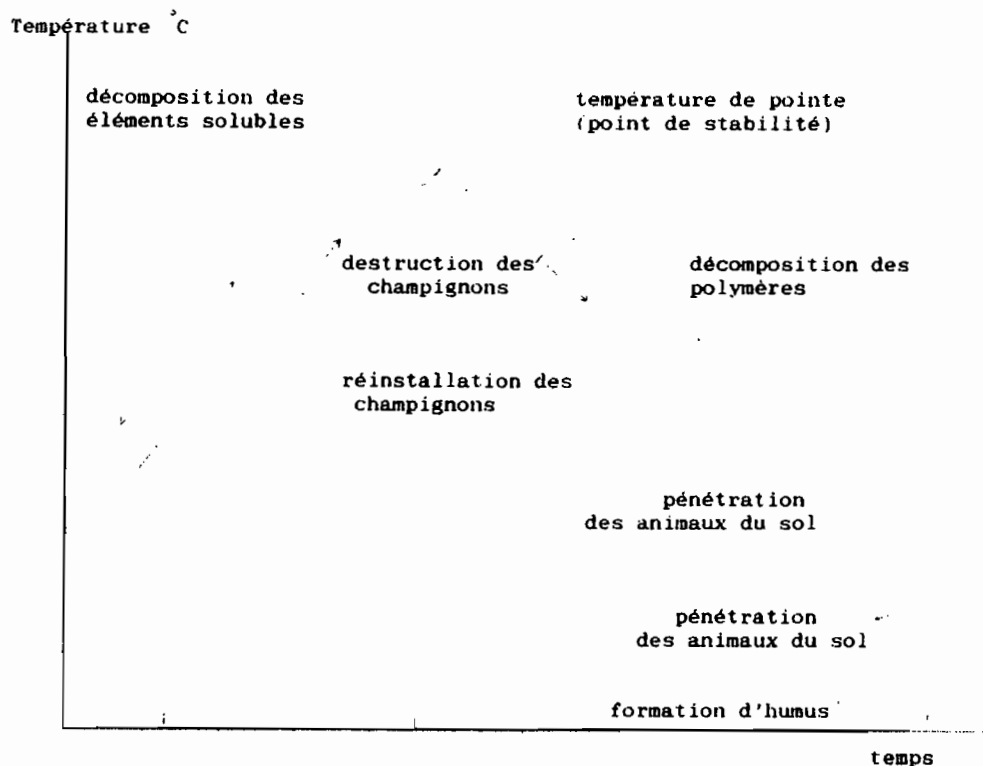 Température °C
décomposition des
éléments solubles
température de pointe
(point de stabilité)
destruction des
champignons
décomposition des
polymères
réinstallation des
champignons
pénétration
des animaux du sol
pénétration
des animaux du sol
formation d'humus
temps